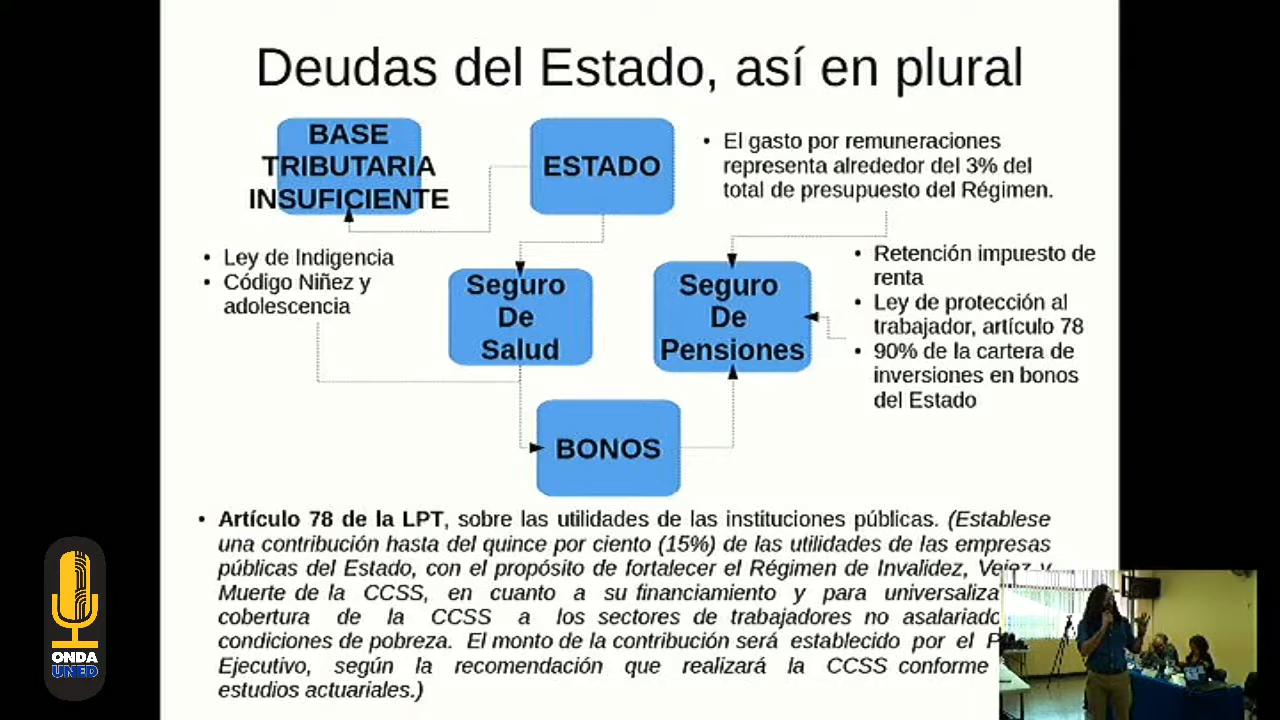 Deudas del Estado, así en plural
BASE
TRIBUTARIA
INSUFICIENTE
ESTADO
• El gasto por remuneraciones
representa alrededor del 3% del
total de presupuesto del Régimen.
• Ley de Indigencia
• Código Niñez y
adolescencia
Seguro
De
Salud
Seguro
De
Pensiones
• Retención impuesto de
renta
• Ley de protección al
trabajador, artículo 78
• 90% de la cartera de
inversiones en bonos
del Estado
BONOS
• Artículo 78 de la LPT, sobre las utilidades de las instituciones públicas. (Establese
una contribución hasta del quince por ciento (15%) de las utilidades de las empresas
públicas del Estado, con el propósito de fortalecer el Régimen de Invalidez, Vejez y
Muerte de la CCSS, en cuanto a su financiamiento y para universaliza
cobertura de la CCSS a los sectores de trabajadores no asalariado
condiciones de pobreza. El monto de la contribución será establecido por el P
Ejecutivo, según la recomendación que realizará la CCSS conforme
estudios actuariales.)
ONDA
UNED